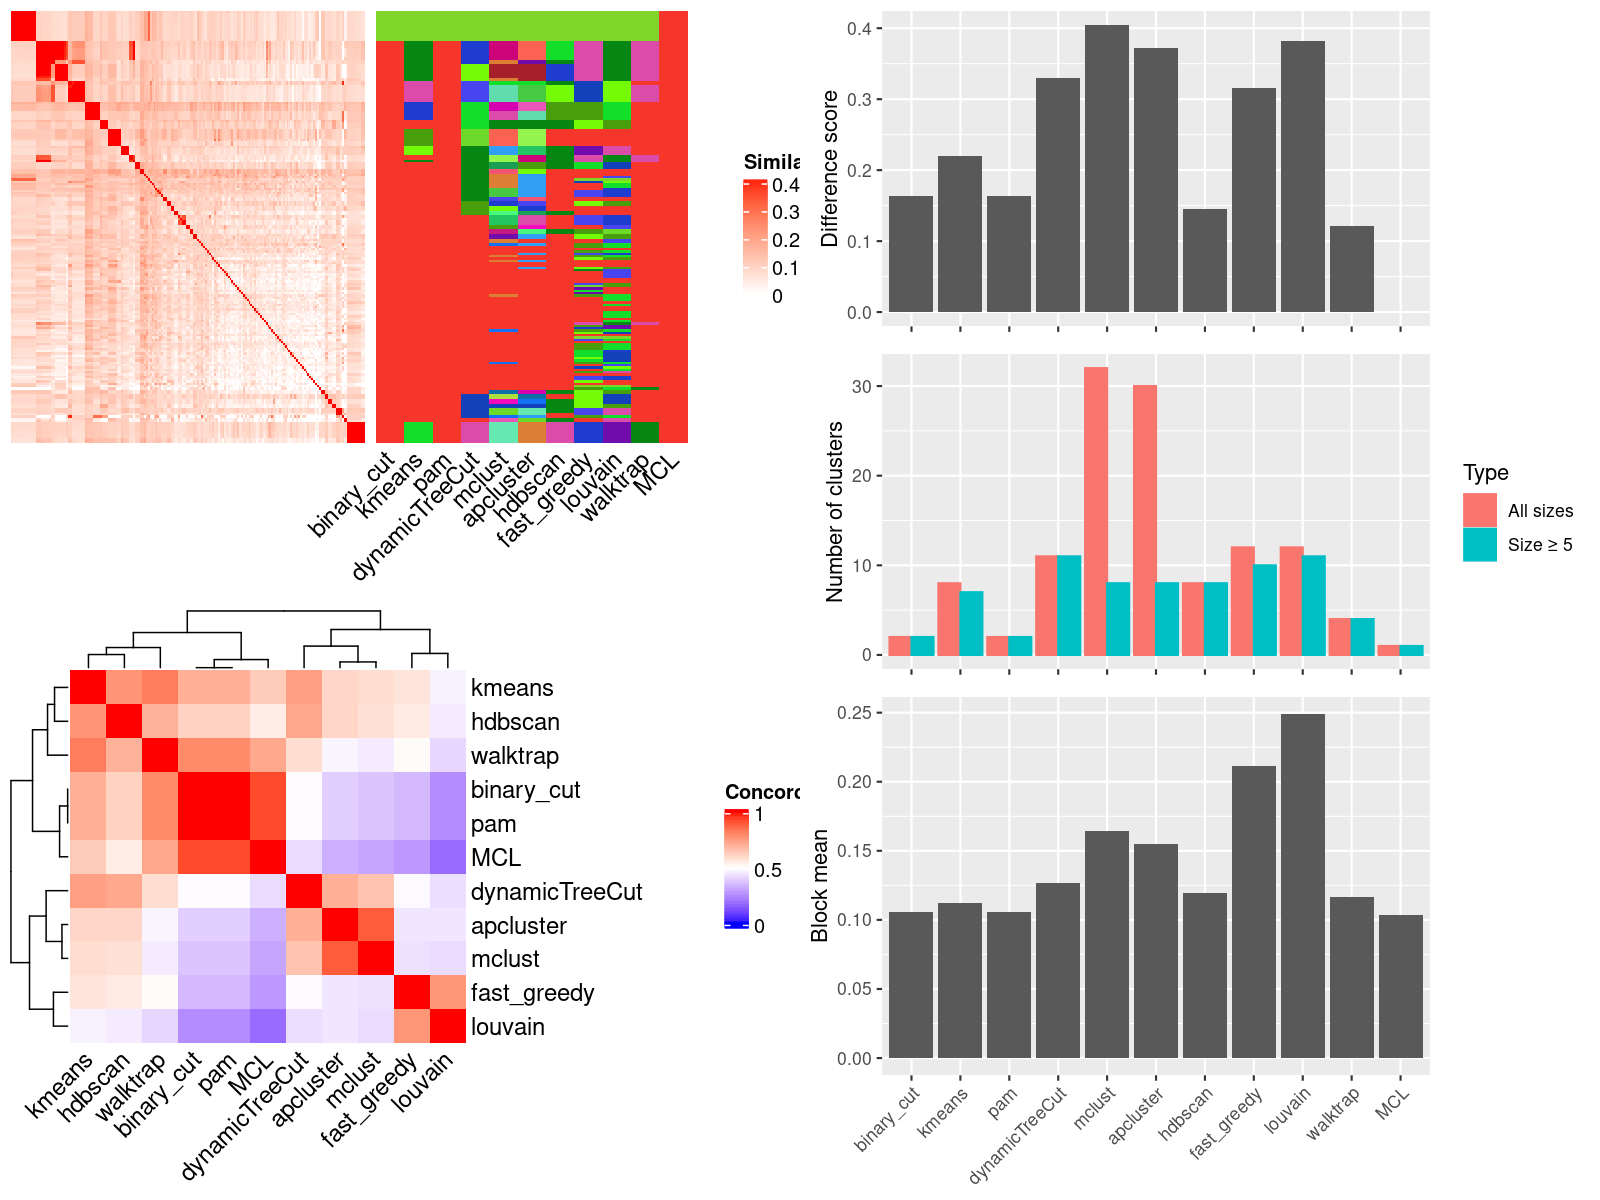 Simila
0.4
0.3
0.2
0.1
0
binary_cut
kmeans
pam
dynamicTreeCut
mclust
apcluster
hdbscan
fast_greedy
louvain
walktrap
MCL
kmeans
hdbscan
walktrap
binary_cut
pam
MCL
dynamicTreeCut
apcluster
mclust
fast_greedy
louvain
kmeans
hdbscan
walktrap
binary_cut
pam
MCL
dynamicTreeCut
apcluster
mclust
fast_greedy
louvain
Concord
1
0.5
0
Difference score
0.4
0.3
0.2
0.1
0.0
Number of clusters
30
20
10
0
Type
All sizes
Size ≥ 5
Block mean
0.25
0.20
0.15
0.10
0.05
0.00
binary_cut
kmeans
pam
dynamicTreeCut
mclust
apcluster
hdbscan
fast_greedy
louvain
walktrap
MCL